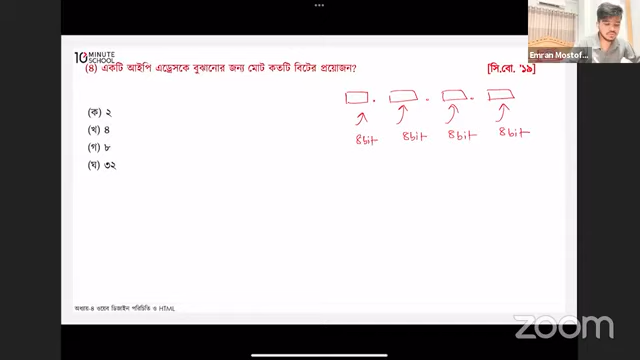 10 MINUTE SCHOOL
(৪) একটি আইপি এড্রেসকে বুঝানোর জন্য মোট কতটি বিটের প্রয়োজন? [সি.বো. '১৯]
(ক) ২
(খ) ৪
(গ) ৮
(ঘ) ৩২
8bit 8bit 8bit 8bit
অধ্যায়-৪ ওয়েব ডিজাইন পরিচিতি ও HTML
Emran Mostof...
zoom